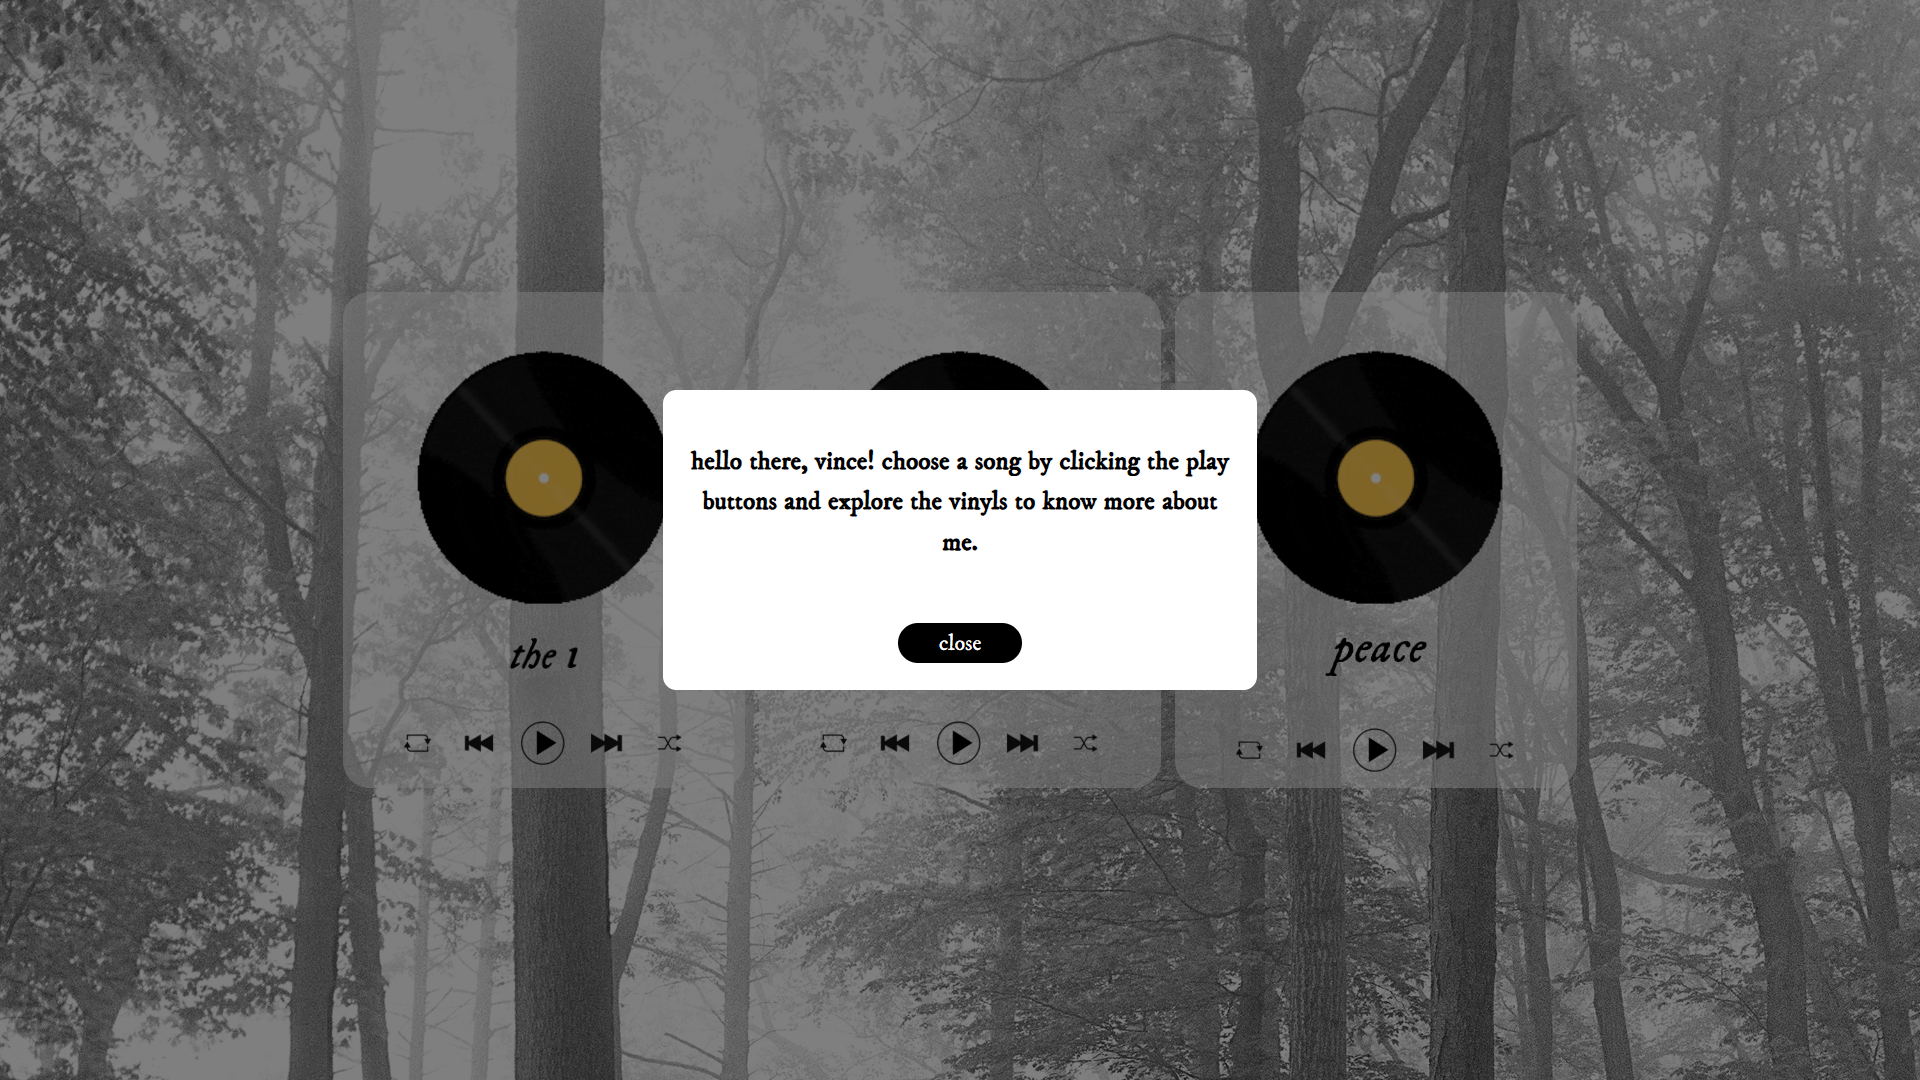 hello there, vince! choose a song by clicking the play
buttons and explore the vinyls to know more about
me.
close
the 1
peace